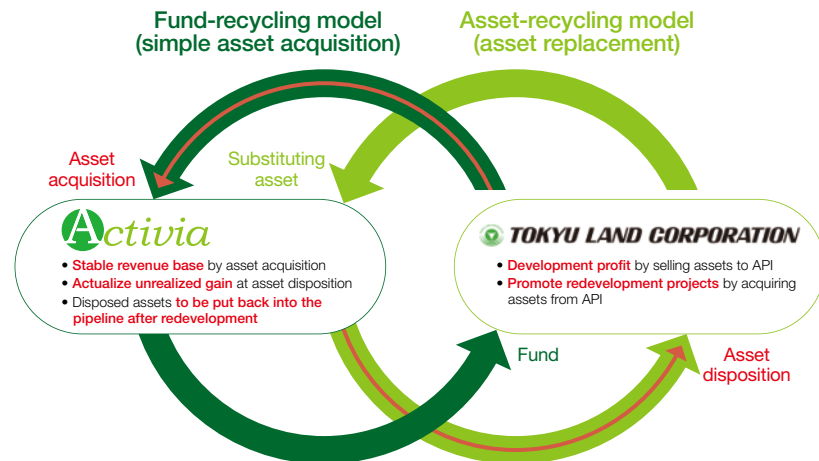 Fund-recycling model
(simple asset acquisition)
Asset-recycling model
(asset replacement)
Asset
acquisition
Substituting
asset
Activia
• Stable revenue base by asset acquisition
• Actualize unrealized gain at asset disposition
• Disposed assets to be put back into the
pipeline after redevelopment
TOKYU LAND CORPORATION
• Development profit by selling assets to API
• Promote redevelopment projects by acquiring
assets from API
Fund
Asset
disposition